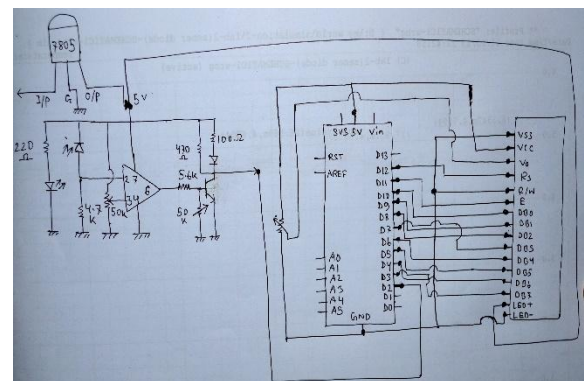 7805
I/P
G
O/P
5V
220
Ω
4.7
K
50K
2
7
3
4
6
5.6k
470
Ω
100Ω
50
K
3V3
5V
Vin
RST
AREF
A0
A1
A2
A3
A4
A5
D13
D12
D11
D10
D9
D8
D7
D6
D5
D4
D3
D2
D1
D0
GND
VSS
VCC
V0
RS
R/W
E
DB0
DB1
DB2
DB3
DB4
DB5
DB6
DB7
LED+
LED-